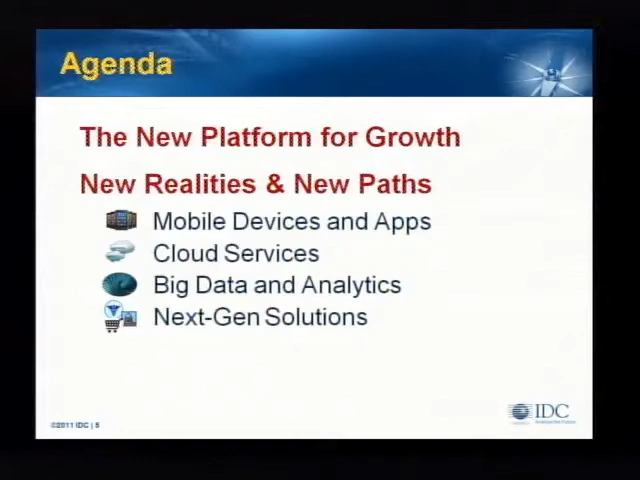 Agenda
The New Platform for Growth
New Realities & New Paths
Mobile Devices and Apps
Cloud Services
Big Data and Analytics
Next-Gen Solutions
©2011 IDC | 5
IDC